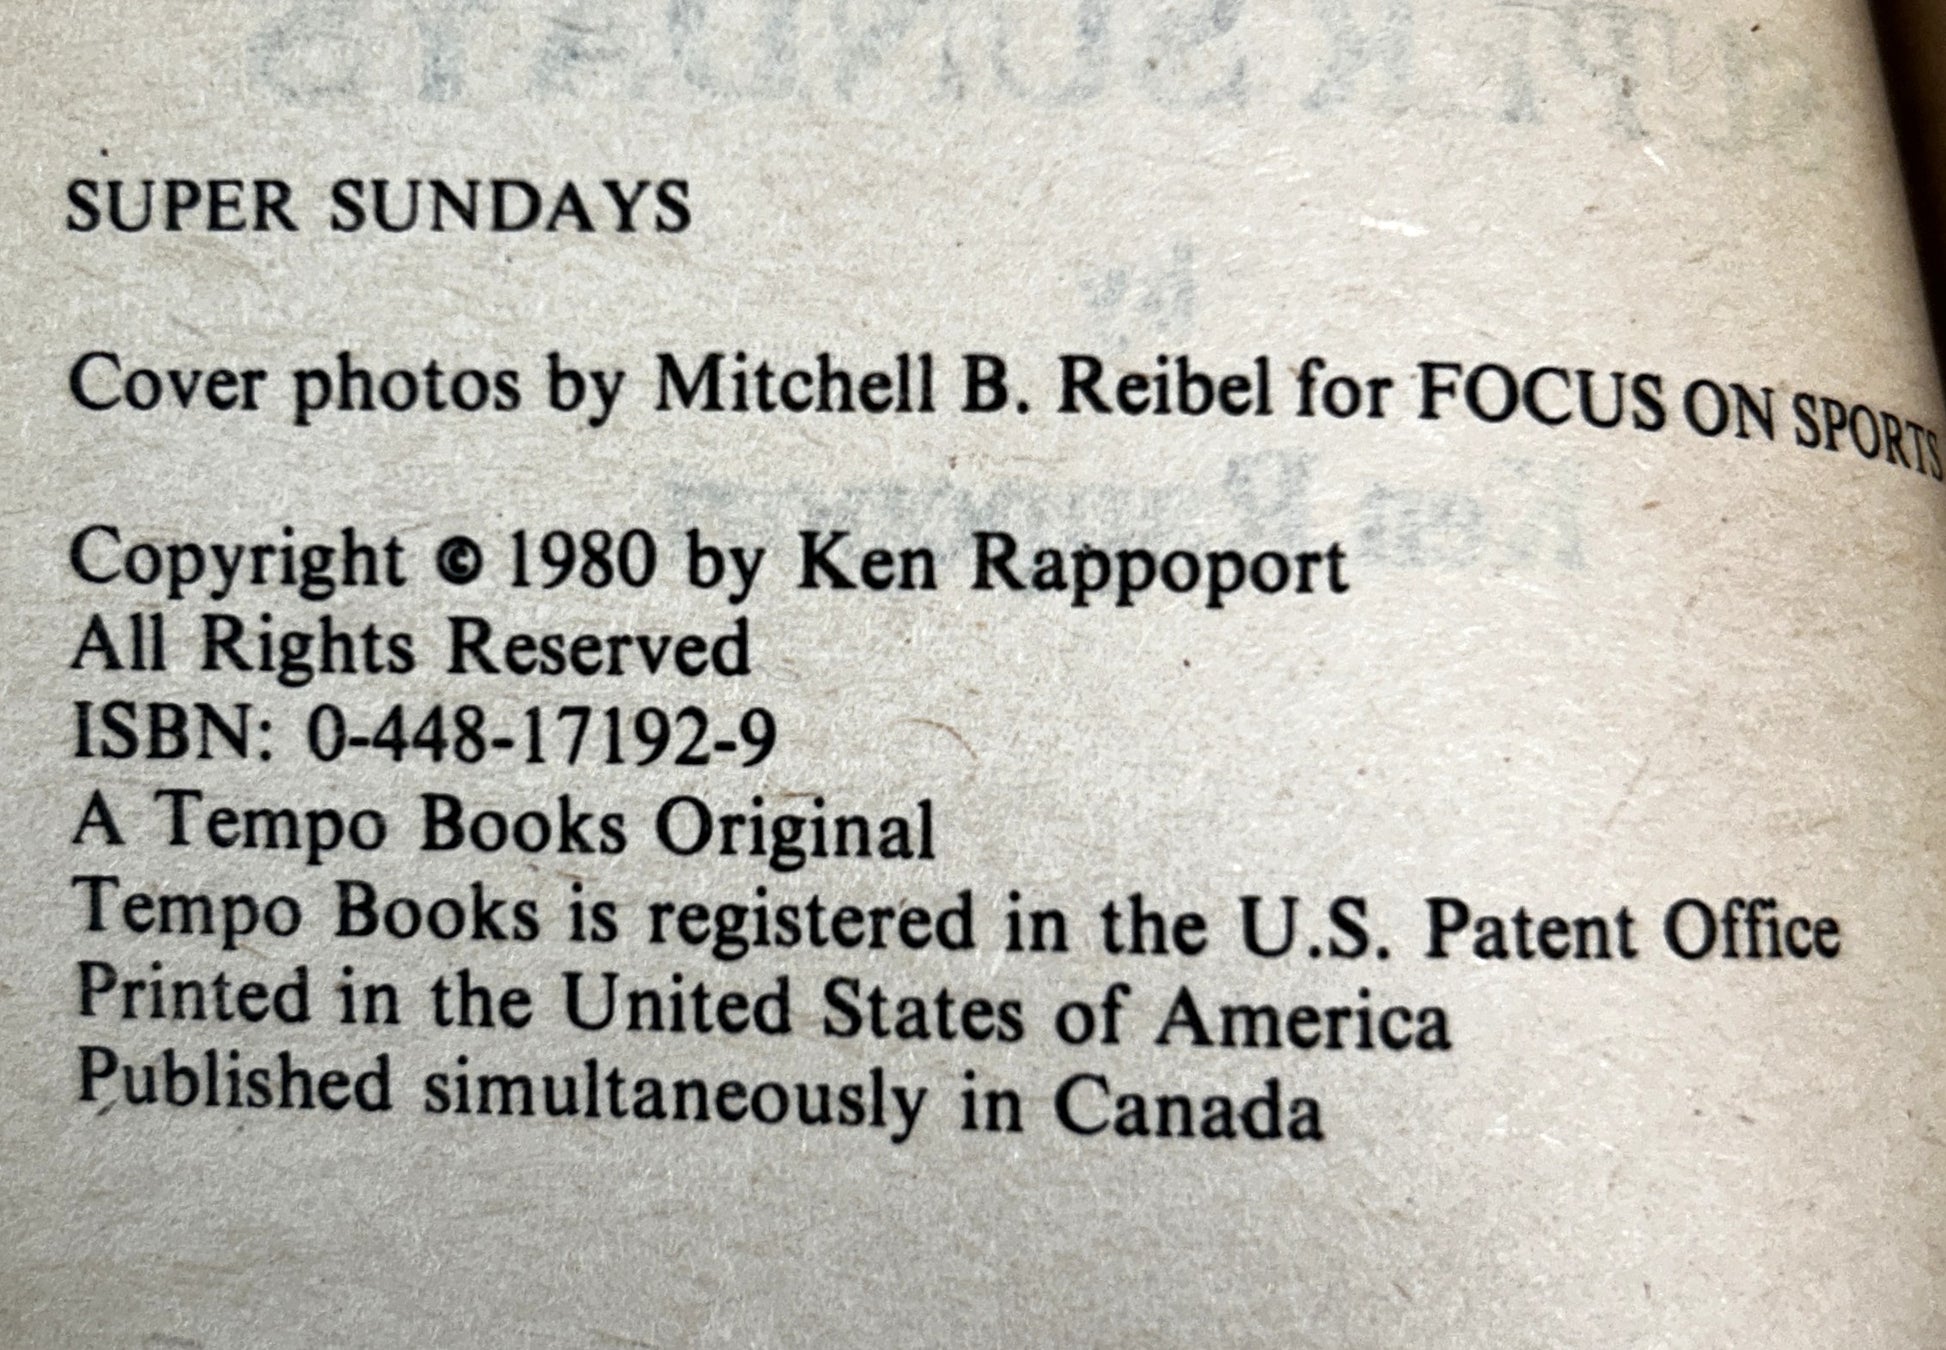 SUPER SUNDAYS
Cover photos by Mitchell B. Reibel for FOCUS ON SPORTS
Copyright © 1980 by Ken Rappoport
All Rights Reserved
ISBN: 0-448-17192-9
A Tempo Books Original
Tempo Books is registered in the U.S. Patent Office
Printed in the United States of America
Published simultaneously in Canada